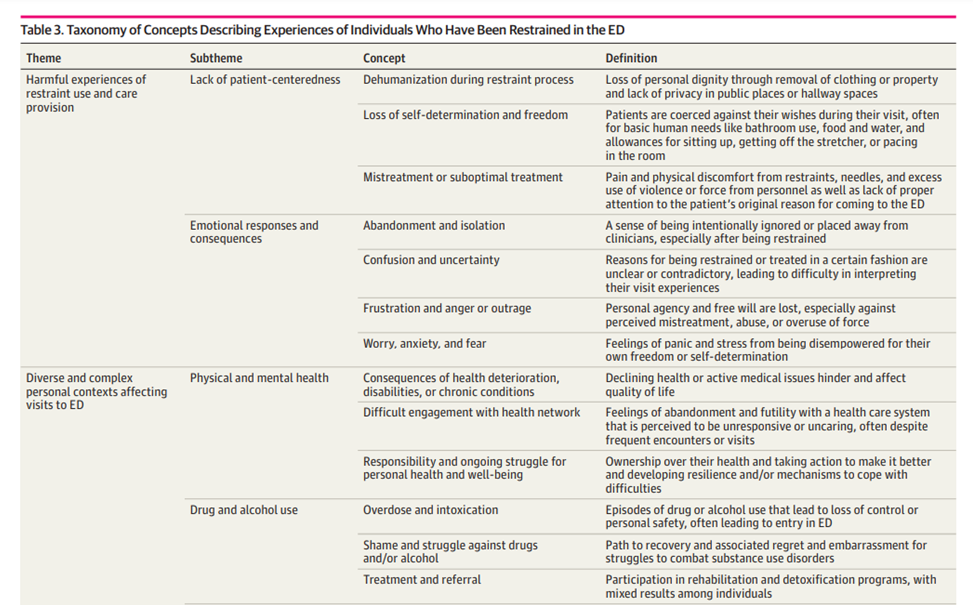 Table 3. Taxonomy of Concepts Describing Experiences of Individuals Who Have Been Restrained in the ED
Theme Subtheme Concept Definition
Harmful experiences of
restraint use and care
provision
Lack of patient-centeredness
Dehumanization during restraint process
Loss of personal dignity through removal of clothing or property
and lack of privacy in public places or hallway spaces
Loss of self-determination and freedom
Patients are coerced against their wishes during their visit, often
for basic human needs like bathroom use, food and water, and
allowances for sitting up, getting off the stretcher, or pacing
in the room
Mistreatment or suboptimal treatment
Pain and physical discomfort from restraints, needles, and excess
use of violence or force from personnel as well as lack of proper
attention to the patient's original reason for coming to the ED
Emotional responses and
consequences
Abandonment and isolation
A sense of being intentionally ignored or placed away from
clinicians, especially after being restrained
Confusion and uncertainty
Reasons for being restrained or treated in a certain fashion are
unclear or contradictory, leading to difficulty in interpreting
their visit experiences
Frustration and anger or outrage
Personal agency and free will are lost, especially against
perceived mistreatment, abuse, or overuse of force
Worry, anxiety, and fear
Feelings of panic and stress from being disempowered for their
own freedom or self-determination
Diverse and complex
personal contexts affecting
visits to ED
Physical and mental health
Consequences of health deterioration,
disabilities, or chronic conditions
Declining health or active medical issues hinder and affect
quality of life
Difficult engagement with health network
Feelings of abandonment and futility with a health care system
that is perceived to be unresponsive or uncaring, often despite
frequent encounters or visits
Responsibility and ongoing struggle for
personal health and well-being
Ownership over their health and taking action to make it better
and developing resilience and/or mechanisms to cope with
difficulties
Drug and alcohol use
Overdose and intoxication
Episodes of drug or alcohol use that lead to loss of control or
personal safety, often leading to entry in ED
Shame and struggle against drugs
and/or alcohol
Path to recovery and associated regret and embarrassment for
struggles to combat substance use disorders
Treatment and referral
Participation in rehabilitation and detoxification programs, with
mixed results among individuals